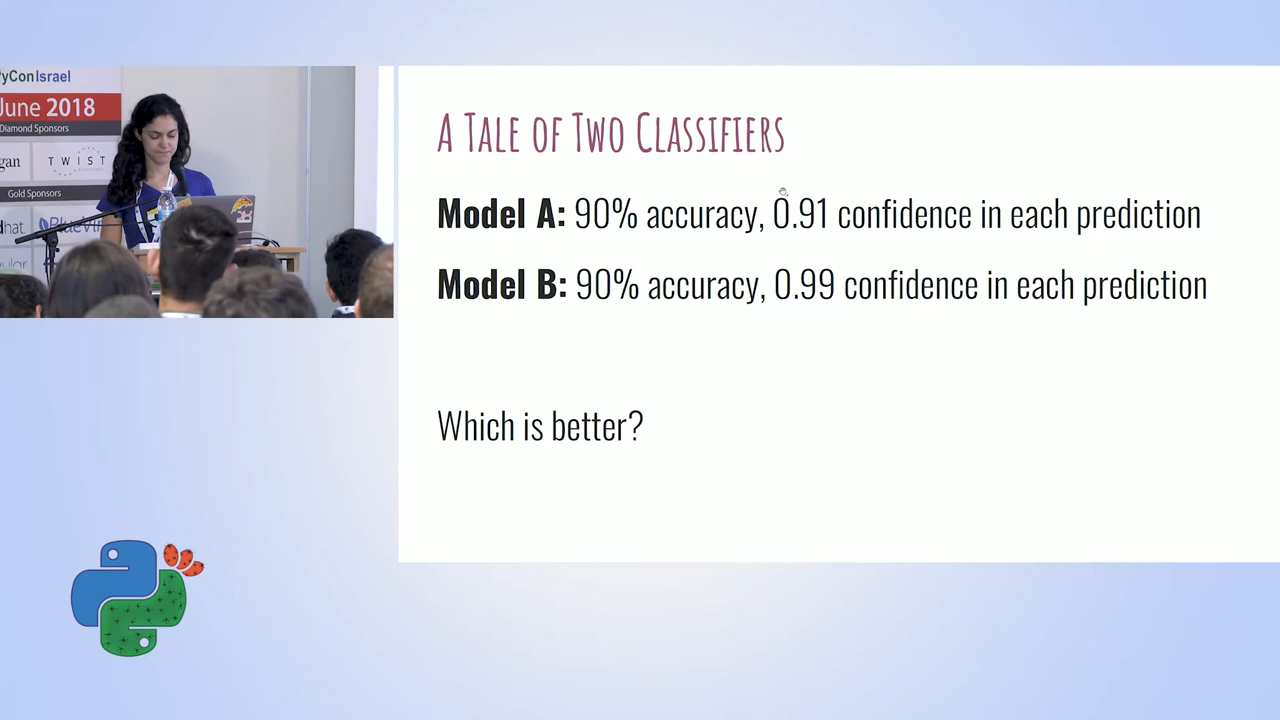 yConIsrael
June 2018
Diamond Sponsors
gan
TWIST
Gold Sponsors
hat
A Tale of Two Classifiers
Model A: 90% accuracy, 0.91 confidence in each prediction
Model B: 90% accuracy, 0.99 confidence in each prediction
Which is better?